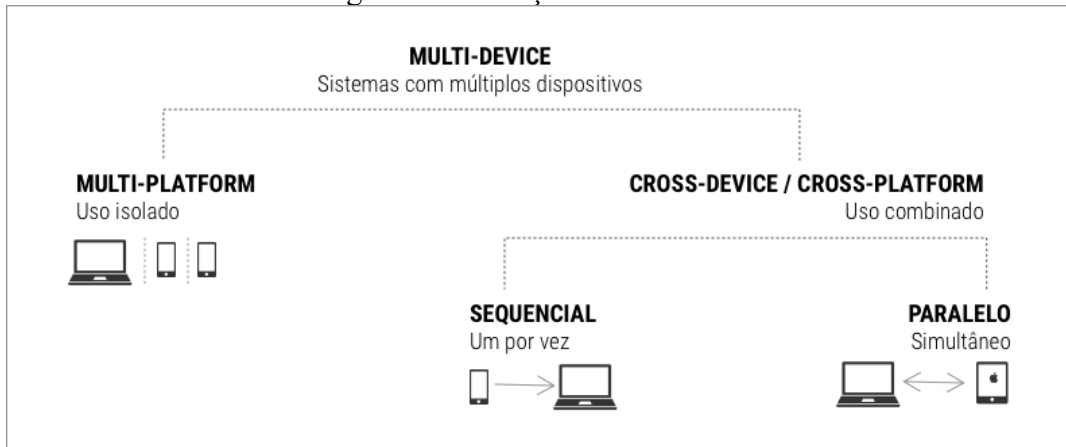 MULTI-DEVICE
Sistemas com múltiplos dispositivos
MULTI-PLATFORM
Uso isolado
CROSS-DEVICE / CROSS-PLATFORM
Uso combinado
SEQUENCIAL
Um por vez
PARALELO
Simultâneo